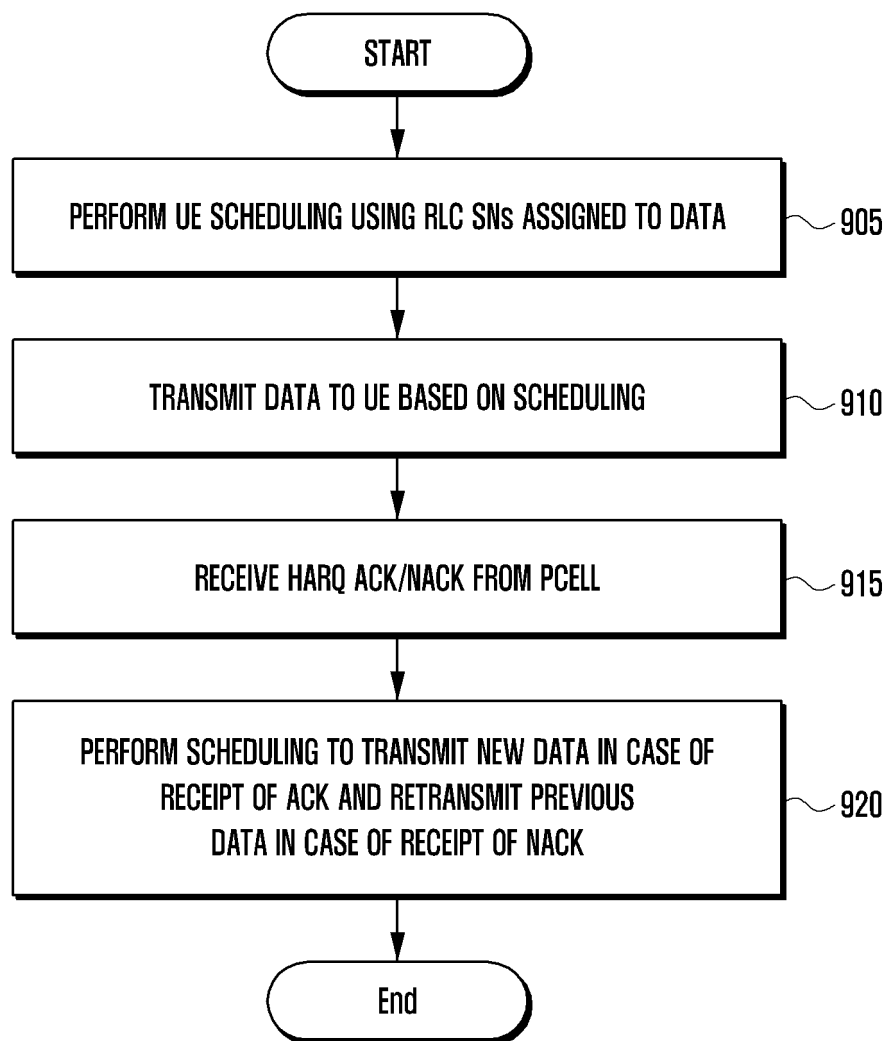 START
PERFORM UE SCHEDULING USING RLC SNs ASSIGNED TO DATA
905
TRANSMIT DATA TO UE BASED ON SCHEDULING
910
RECEIVE HARQ ACK/NACK FROM PCELL
915
PERFORM SCHEDULING TO TRANSMIT NEW DATA IN CASE OF
RECEIPT OF ACK AND RETRANSMIT PREVIOUS
DATA IN CASE OF RECEIPT OF NACK
920
End